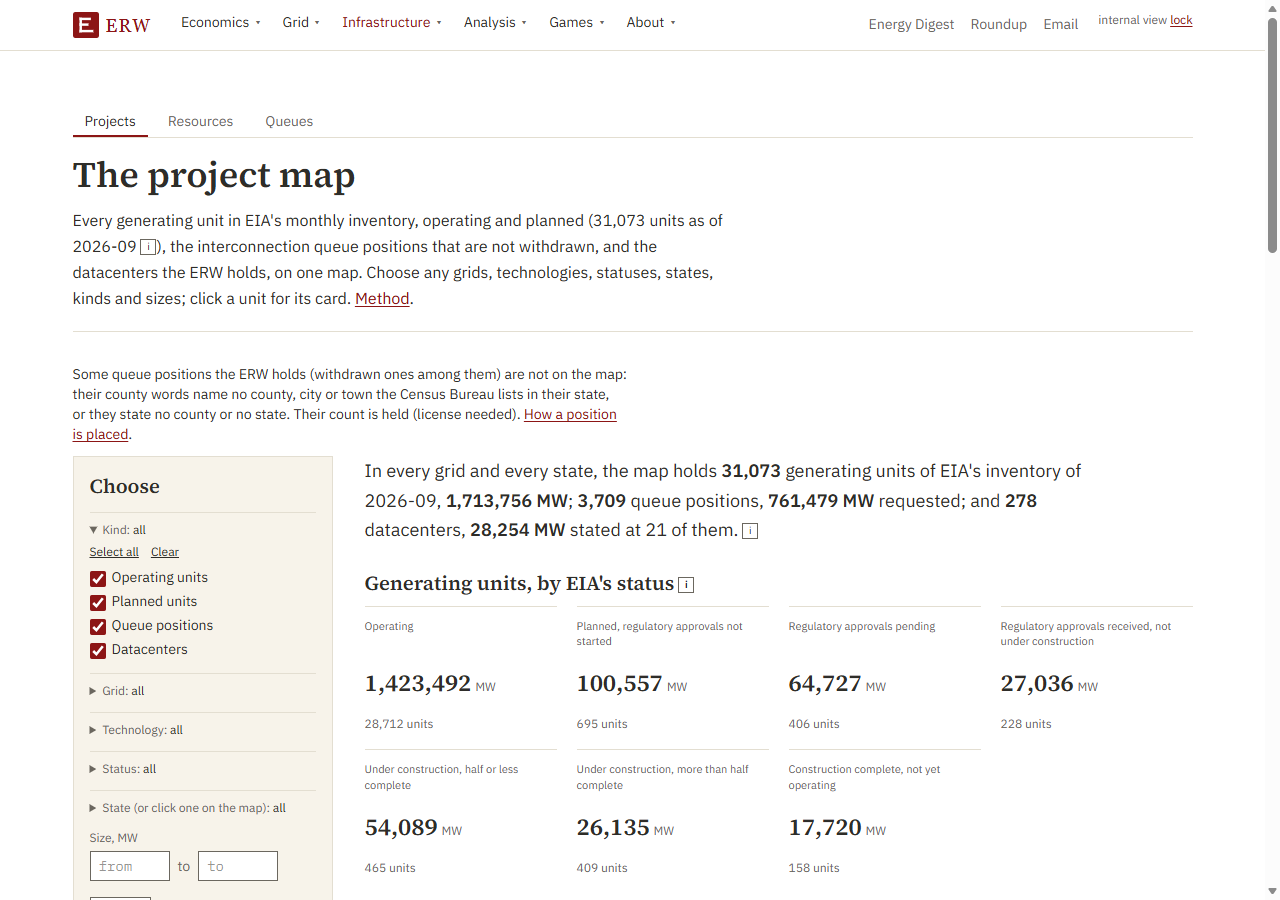 E ERW Economics ▾ Grid ▾ Infrastructure ▾ Analysis ▾ Games ▾ About ▾ Energy Digest Roundup Email internal view lock
Projects Resources Queues
The project map
Every generating unit in EIA's monthly inventory, operating and planned (31,073 units as of
2026-09 i), the interconnection queue positions that are not withdrawn, and the
datacenters the ERW holds, on one map. Choose any grids, technologies, statuses, states,
kinds and sizes; click a unit for its card. Method.
Some queue positions the ERW holds (withdrawn ones among them) are not on the map:
their county words name no county, city or town the Census Bureau lists in their state,
or they state no county or no state. Their count is held (license needed). How a position
is placed.
Choose
▼ Kind: all
Select all Clear
Operating units
Planned units
Queue positions
Datacenters
▶ Grid: all
▶ Technology: all
▶ Status: all
▶ State (or click one on the map): all
Size, MW
from to to
In every grid and every state, the map holds 31,073 generating units of EIA's inventory of
2026-09, 1,713,756 MW; 3,709 queue positions, 761,479 MW requested; and 278
datacenters, 28,254 MW stated at 21 of them. i
Generating units, by EIA's status i
Operating
1,423,492 MW
28,712 units
Planned, regulatory approvals not
started
100,557 MW
695 units
Regulatory approvals pending
64,727 MW
406 units
Regulatory approvals received, not
under construction
27,036 MW
228 units
Under construction, half or less
complete
54,089 MW
465 units
Under construction, more than half
complete
26,135 MW
409 units
Construction complete, not yet
operating
17,720 MW
158 units